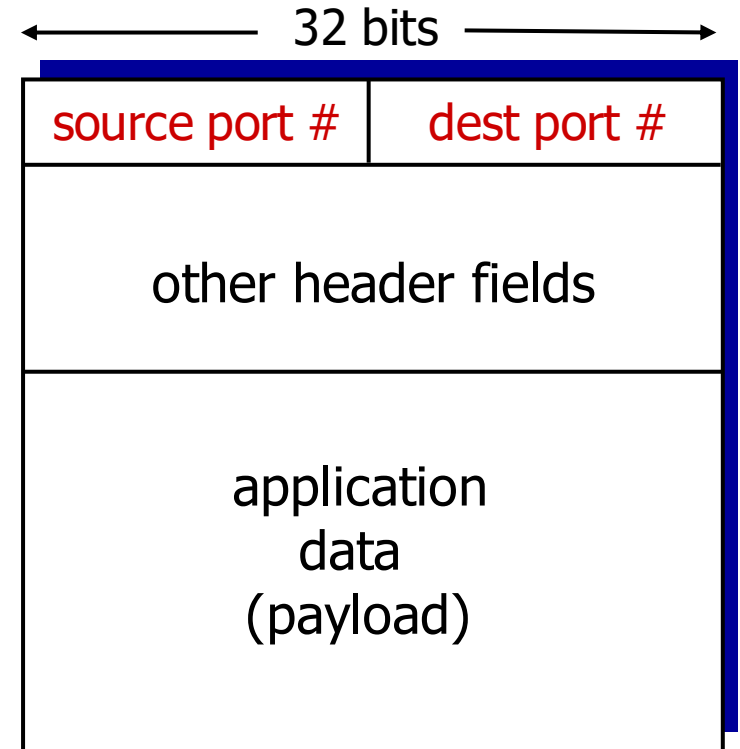 32 bits
source port # dest port #
other header fields
application
data
(payload)